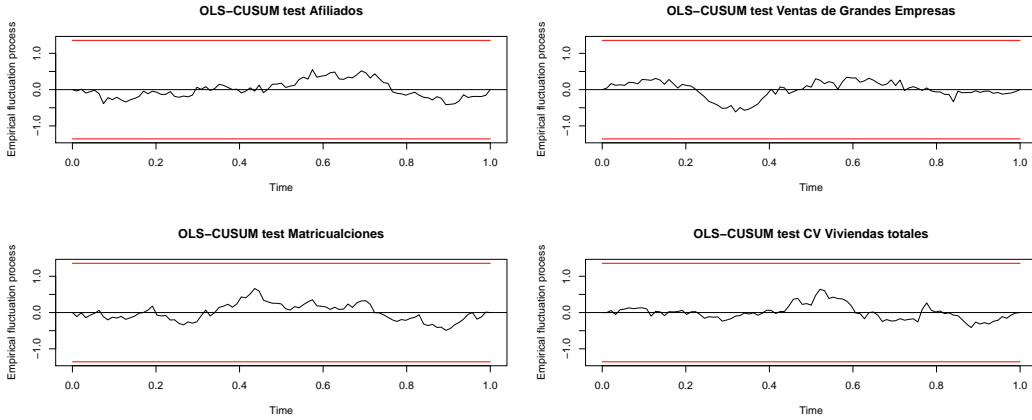 OLS−CUSUM test Afiliados
Empirical fluctuation process
1.0
0.0
−1.0
0.0 0.2 0.4 0.6 0.8 1.0
Time
OLS−CUSUM test Ventas de Grandes Empresas
Empirical fluctuation process
1.0
0.0
−1.0
0.0 0.2 0.4 0.6 0.8 1.0
Time
OLS−CUSUM test Matricualciones
Empirical fluctuation process
1.0
0.0
−1.0
0.0 0.2 0.4 0.6 0.8 1.0
Time
OLS−CUSUM test CV Viviendas totales
Empirical fluctuation process
1.0
0.0
−1.0
0.0 0.2 0.4 0.6 0.8 1.0
Time